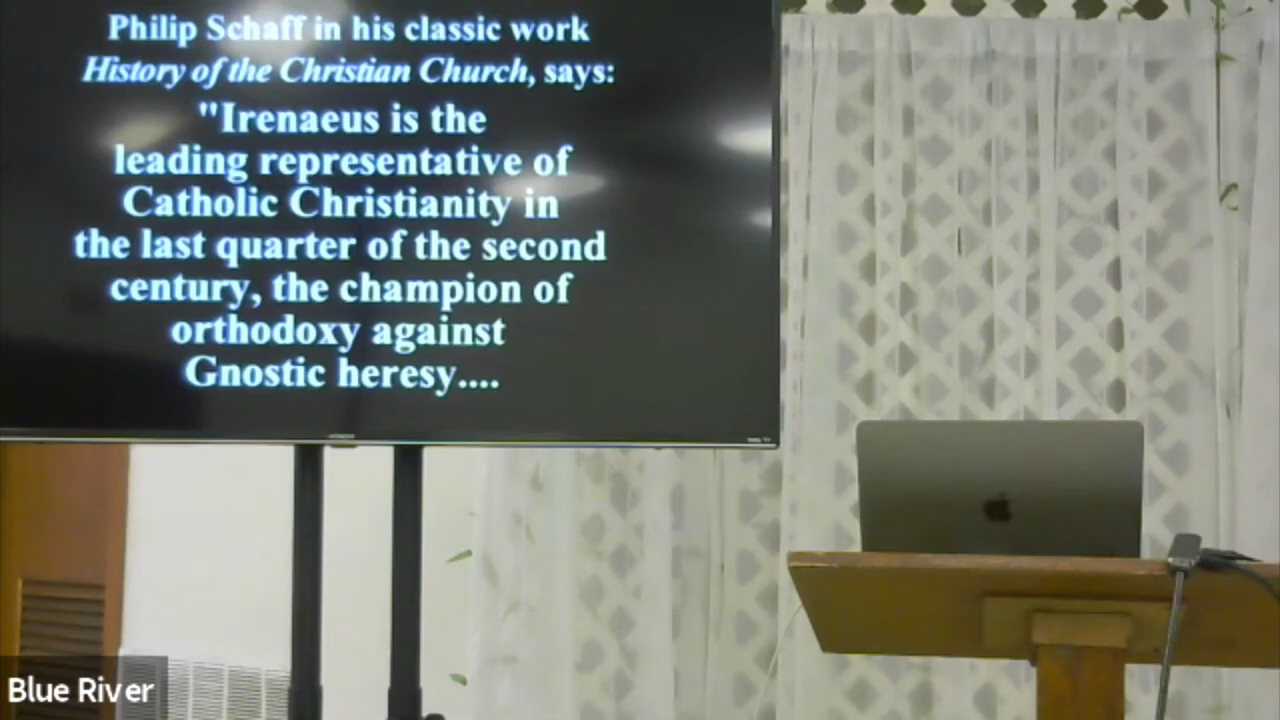 Philip Schaff in his classic work
History of the Christian Church, says:
"Irenaeus is the
leading representative of
Catholic Christianity in
the last quarter of the second
century, the champion of
orthodoxy against
Gnostic heresy....
Blue River